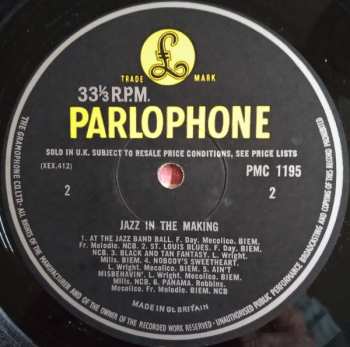 TRADE MARK
33⅓ R.P.M.
PARLOPHONE
SOLD IN U.K. SUBJECT TO RESALE PRICE CONDITIONS, SEE PRICE LISTS
(XEX.412)
PMC 1195
2
2
JAZZ IN THE MAKING
1. AT THE JAZZ BAND BALL. F. Day. Mecolico. BIEM.
Fr. Melodie. NCB. 2. ST. LOUIS BLUES. F. Day. BIEM.
Fr. Melodie. NCB. 3. BLACK AND TAN FANTASY. L. Wright.
Mills. BIEM. 4. NOBODY'S SWEETHEART.
L. Wright. Mecolico. BIEM. 5. AIN'T
MISBEHAVIN'. L. Wright. Mecolico. Fr.
Mills. NCB. 6. PANAMA. Robbins.
Mecolico. Fr. Melodie. BIEM. NCB
MADE IN GT. BRITAIN
THE GRAMOPHONE CO. LTD. ALL RIGHTS OF THE MANUFACTURER AND OF THE OWNER OF THE RECORDED WORK RESERVED UNAUTHORISED PUBLIC PERFORMANCE BROADCASTING AND COPYING OF THIS RECORD PROHIBITED